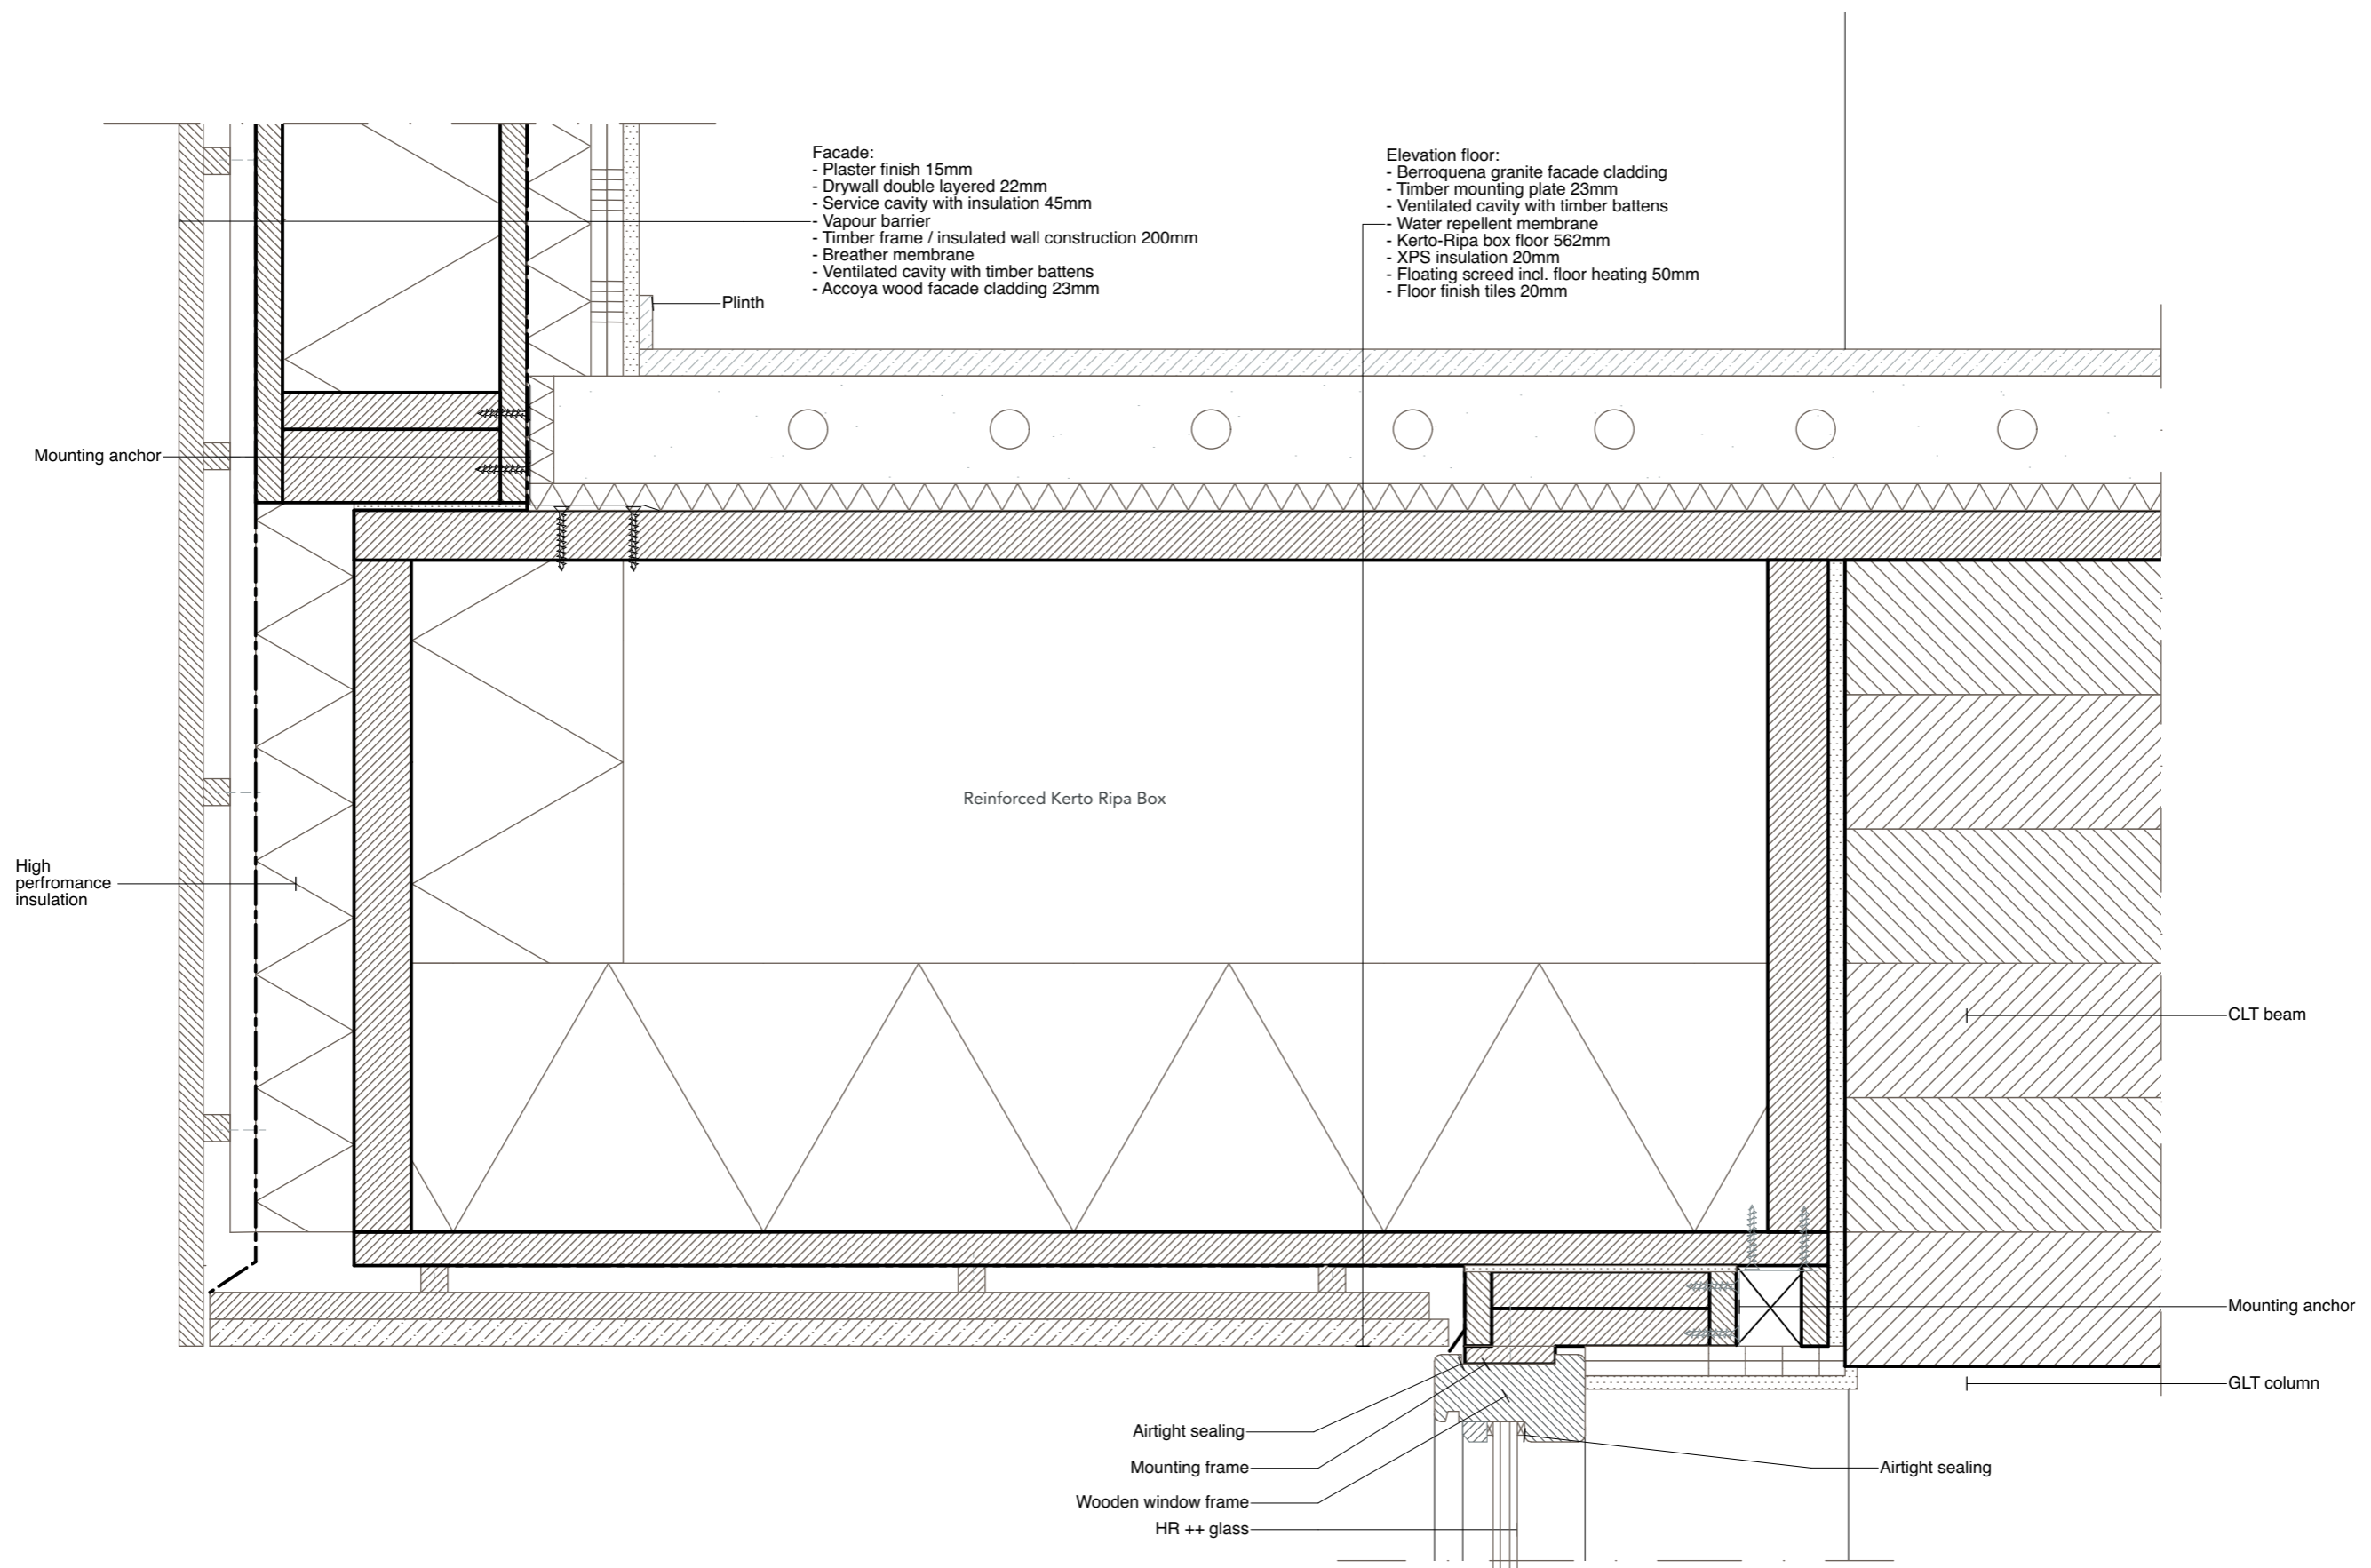 Facade:
- Plaster finish 15mm
- Drywall double layered 22mm
- Service cavity with insulation 45mm
- Vapour barrier
- Timber frame / insulated wall construction 200mm
- Breather membrane
- Ventilated cavity with timber battens
- Accoya wood facade cladding 23mm
Elevation floor:
- Berroquena granite facade cladding
- Timber mounting plate 23mm
- Ventilated cavity with timber battens
- Water repellent membrane
- Kerto-Ripa box floor 562mm
- XPS insulation 20mm
- Floating screed incl. floor heating 50mm
- Floor finish tiles 20mm
Plinth
Mounting anchor
Reinforced Kerto Ripa Box
High
perfromance
insulation
CLT beam
Mounting anchor
GLT column
Airtight sealing
Mounting frame
Airtight sealing
Wooden window frame
HR ++ glass